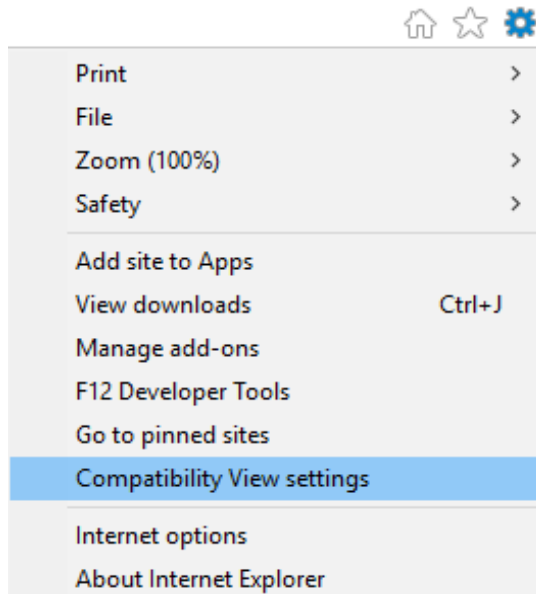 Print
File
Zoom (100%)
Safety
Add site to Apps
View downloads Ctrl+J
Manage add-ons
F12 Developer Tools
Go to pinned sites
Compatibility View settings
Internet options
About Internet Explorer